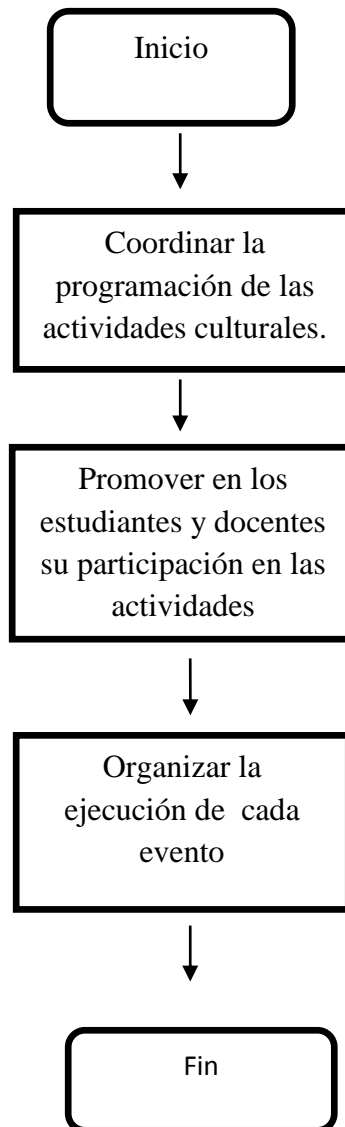 Inicio
Coordinar la
programación de las
actividades culturales.
Promover en los
estudiantes y docentes
su participación en las
actividades
Organizar la
ejecución de  cada
evento
Fin